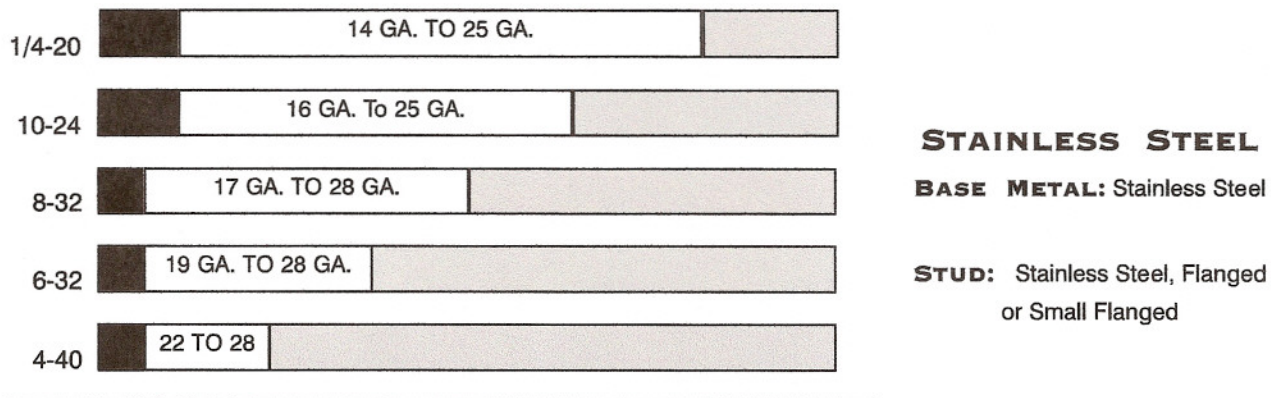 1/4-20 14 GA. TO 25 GA.
10-24 16 GA. To 25 GA.
8-32 17 GA. TO 28 GA.
6-32 19 GA. TO 28 GA.
4-40 22 TO 28
STAINLESS STEEL
BASE METAL: Stainless Steel
STUD: Stainless Steel, Flanged
or Small Flanged